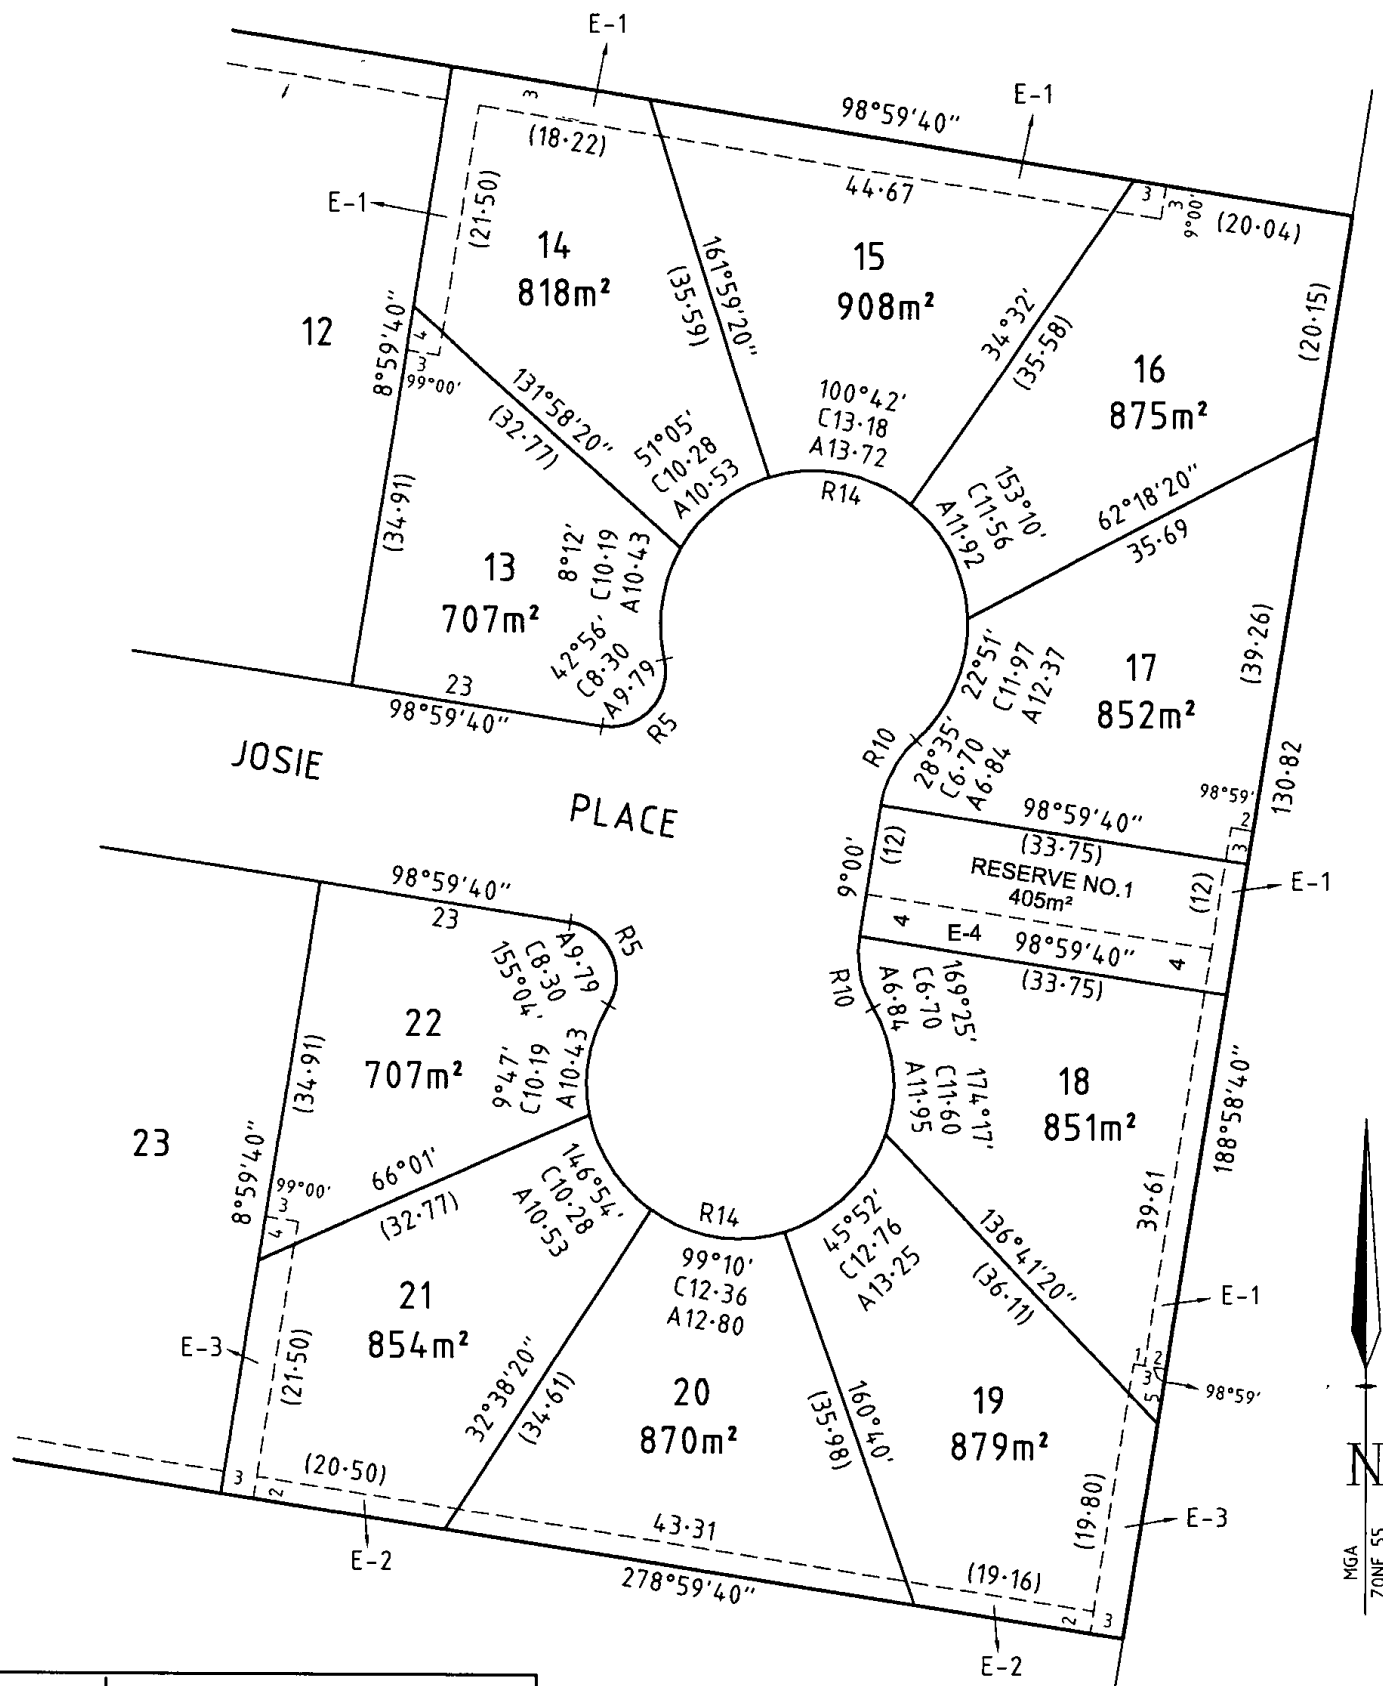 E-1
E-1
98°59'40"
3
(18·22)
44·67
3
3
9°00'
(20·04)
E-1
(21·50)
14
818m²
161°59'20"
(35·59)
15
908m²
34°32'
(35·58)
(20·15)
12
8°59'40"
4
3
99°00'
131°58'20"
(32·77)
51°05'
C10·28
A10·53
100°42'
C13·18
A13·72
R14
16
875m²
153°10'
C11·56
A11·92
62°18'20"
35·69
(34·91)
13
707m²
8°12'
C10·19
A10·43
42°56'
C8·30
A9·79
R5
23
98°59'40"
17
852m²
(39·26)
22°51'
C11·97
A12·37
R10
28°35'
C6·70
A6·84
130·82
98°59'
2
3
JOSIE
PLACE
98°59'40"
(33·75)
9°00'
(12)
RESERVE NO.1
405m²
(12)
E-1
4
E-4
98°59'40"
4
(33·75)
98°59'40"
23
R5
A9·79
C8·30
155°04'
R10
169°25'
C6·70
A6·84
22
707m²
9°47'
C10·19
A10·43
174°17'
C11·60
A11·95
18
851m²
188°58'40"
(34·91)
23
8°59'40"
99°00'
3
4
66°01'
(32·77)
146°54'
C10·28
A10·53
R14
99°10'
C12·36
A12·80
45°52'
C12·76
A13·25
136°41'20"
(36·11)
39·61
E-1
1
2
3
5
98°59'
21
854m²
E-3
(21·50)
32°38'20"
(34·61)
20
870m²
160°40'
(35·98)
19
879m²
(19·80)
E-3
3
2
(20·50)
E-2
43·31
278°59'40"
(19·16)
2
3
E-2
N
MGA
ZONE 55